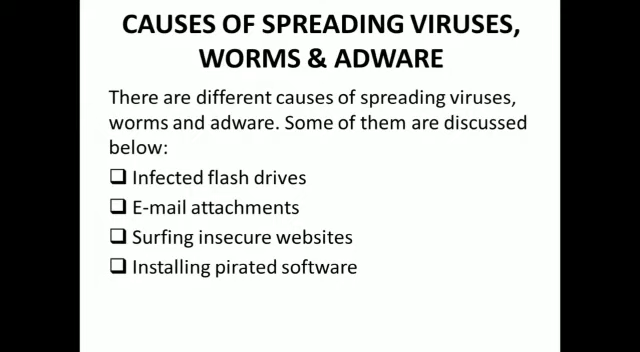 CAUSES OF SPREADING VIRUSES,
WORMS & ADWARE
There are different causes of spreading viruses,
worms and adware. Some of them are discussed
below:
❑ Infected flash drives
❑ E-mail attachments
❑ Surfing insecure websites
❑ Installing pirated software